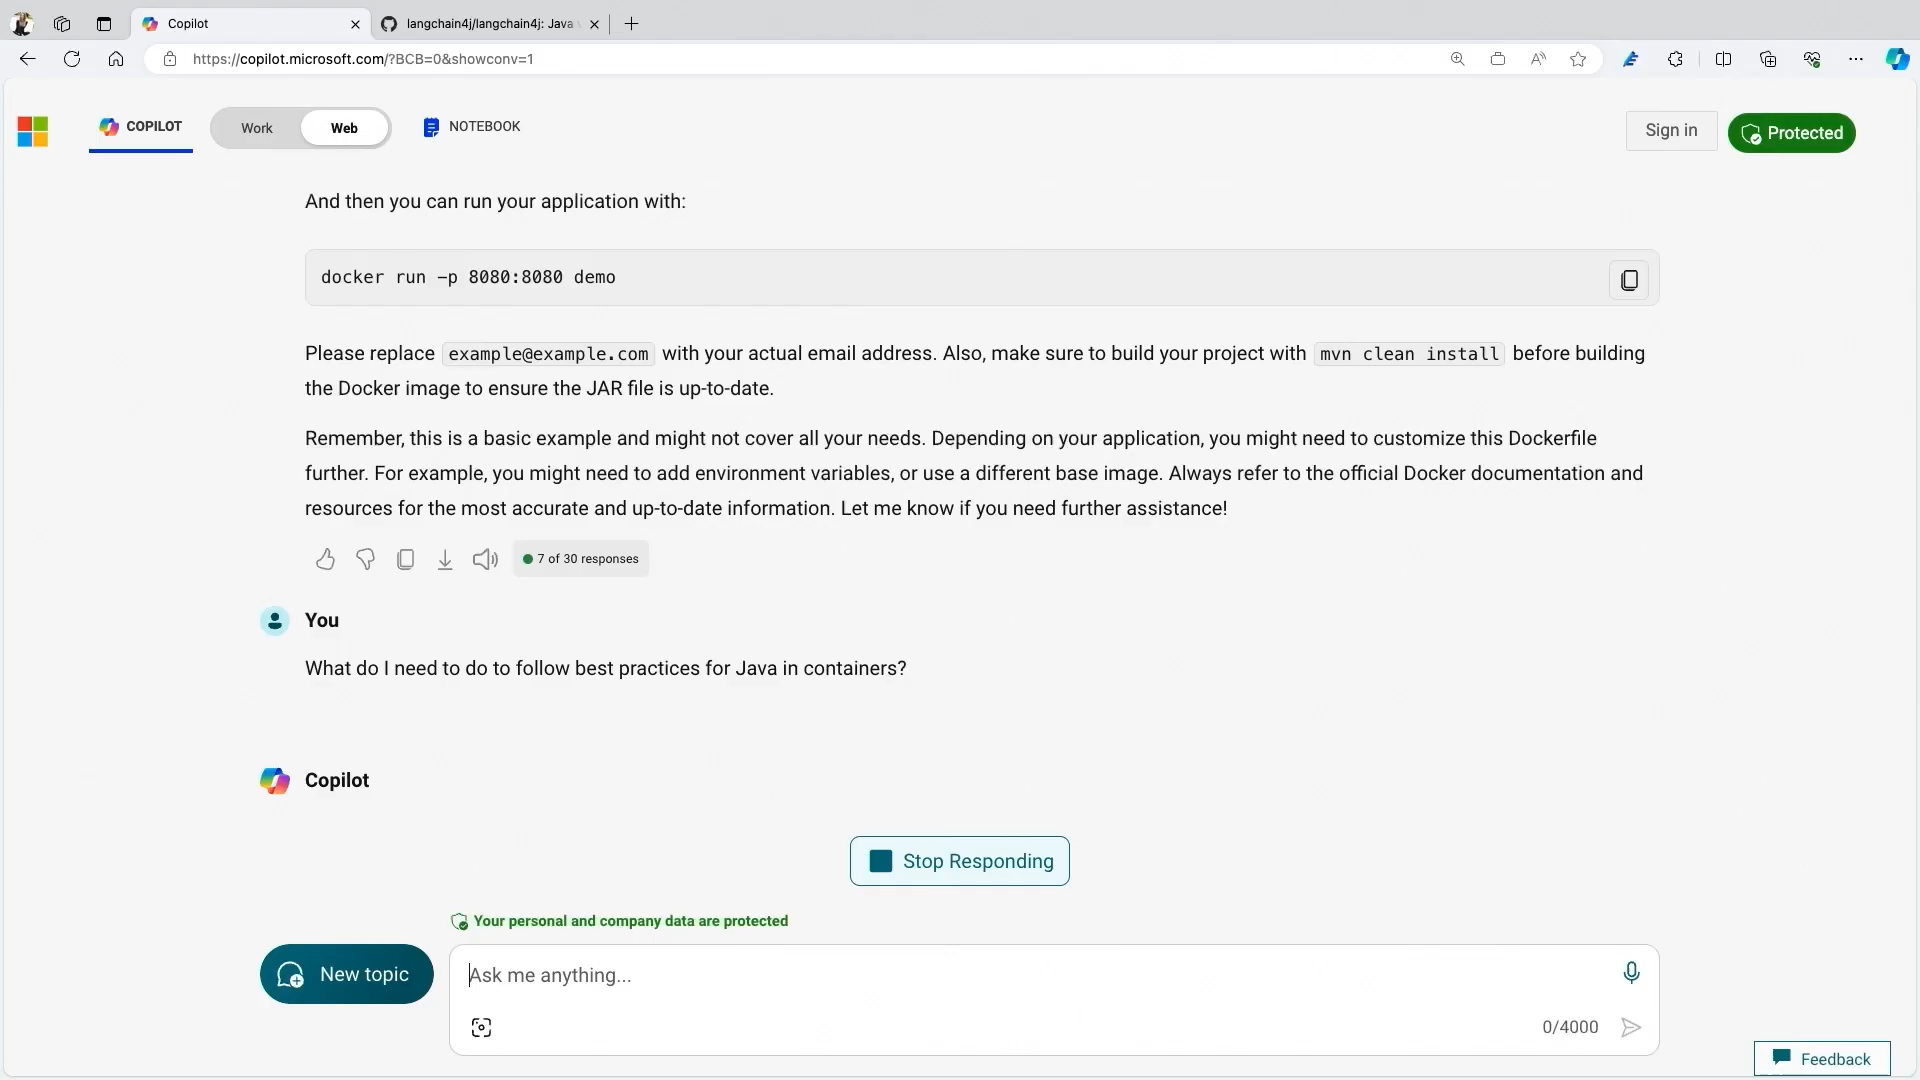 Copilot
langchain4j/langchain4j: Java
https://copilot.microsoft.com/?BCB=0&showconv=1
COPILOT
Work
Web
NOTEBOOK
Sign in
Protected
And then you can run your application with:
docker run -p 8080:8080 demo
Please replace example@example.com with your actual email address. Also, make sure to build your project with mvn clean install before building
the Docker image to ensure the JAR file is up-to-date.
Remember, this is a basic example and might not cover all your needs. Depending on your application, you might need to customize this Dockerfile
further. For example, you might need to add environment variables, or use a different base image. Always refer to the official Docker documentation and
resources for the most accurate and up-to-date information. Let me know if you need further assistance!
7 of 30 responses
You
What do I need to do to follow best practices for Java in containers?
Copilot
Stop Responding
Your personal and company data are protected
New topic
Ask me anything...
0/4000
Feedback